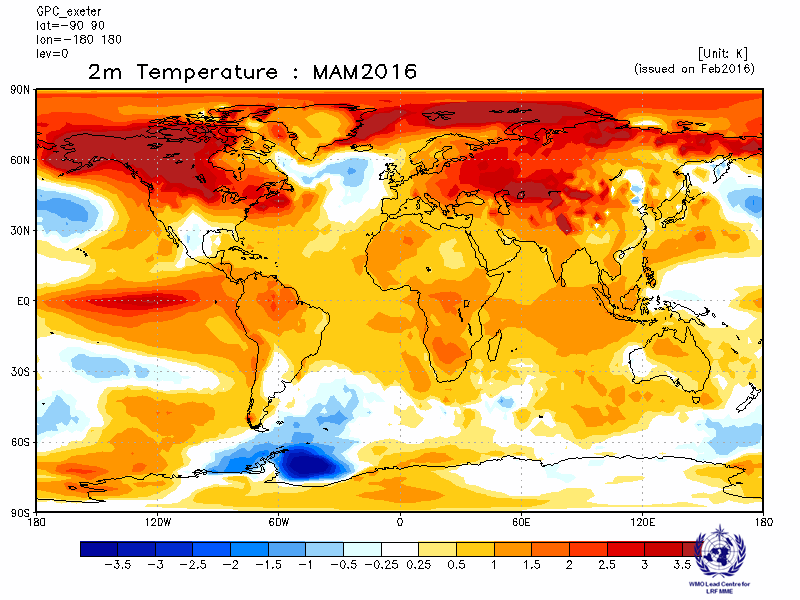 GPC_exeter
lat=-90 90
lon=-180 180
lev=0
[Unit: K]
2m Temperature : MAM2016
(issued on Feb2016)
90N
60N
30N
EQ
30S
60S
90S
180 120W 60W 0 60E 120E 180
-3.5 -3 -2.5 -2 -1.5 -1 -0.5 -0.25 0.25 0.5 1 1.5 2 2.5 3 3.5
WMO Lead Centre for
LRF MME